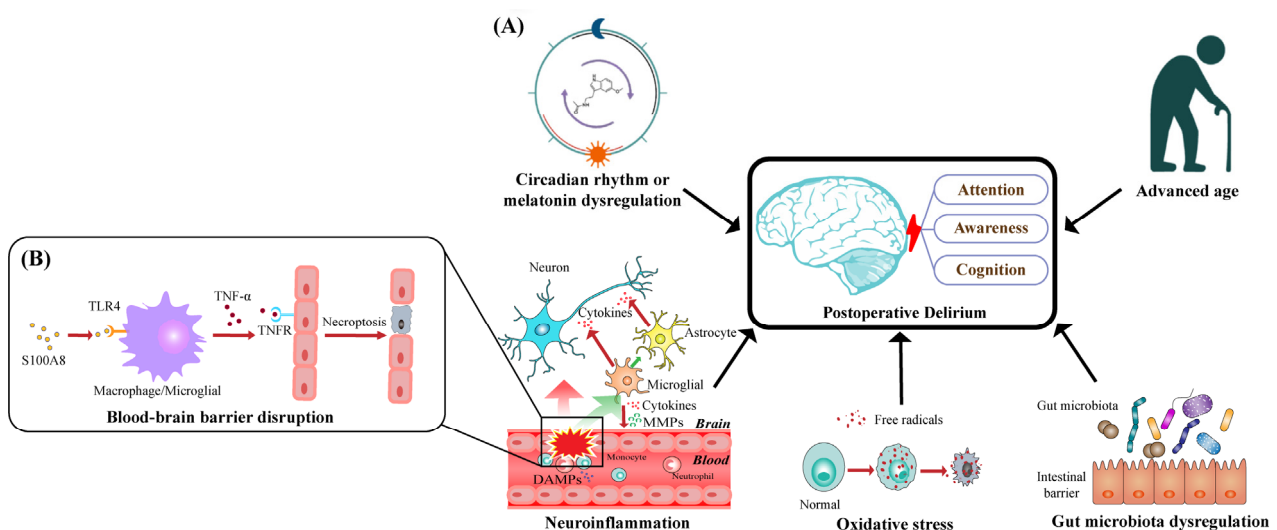 (A)
Circadian rhythm or
melatonin dysregulation
Advanced age
Attention
Awareness
Cognition
Postoperative Delirium
(B)
TLR4
TNF-α
TNFR
Necroptosis
S100A8
Macrophage/Microglial
Blood-brain barrier disruption
Neuron
Cytokines
Astrocyte
Microglial
Cytokines
MMPs
Brain
Blood
Monocyte
Neutrophil
DAMPs
Neuroinflammation
Free radicals
Normal
Oxidative stress
Gut microbiota
Intestinal
barrier
Gut microbiota dysregulation